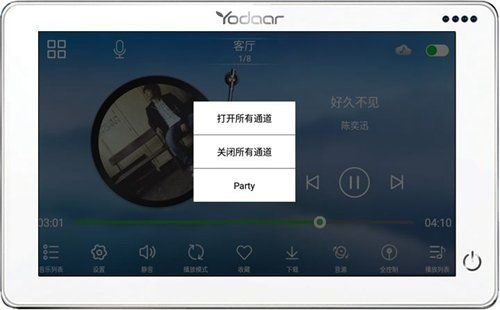 Yodaar
客厅
1/8
好久不见
陈奕迅
打开所有通道
关闭所有通道
Party
03:01
04:10
音乐列表
设置
静音
播放模式
收藏
下载
音源
全控制
播放列表